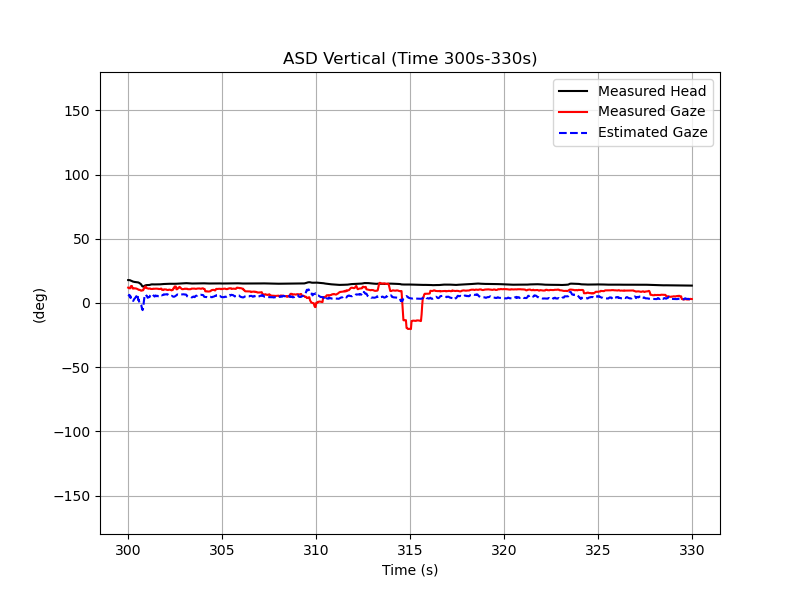 ASD Vertical (Time 300s-330s)
Measured Head
Measured Gaze
Estimated Gaze
150
100
50
0
−50
−100
−150
(deg)
300 305 310 315 320 325 330
Time (s)